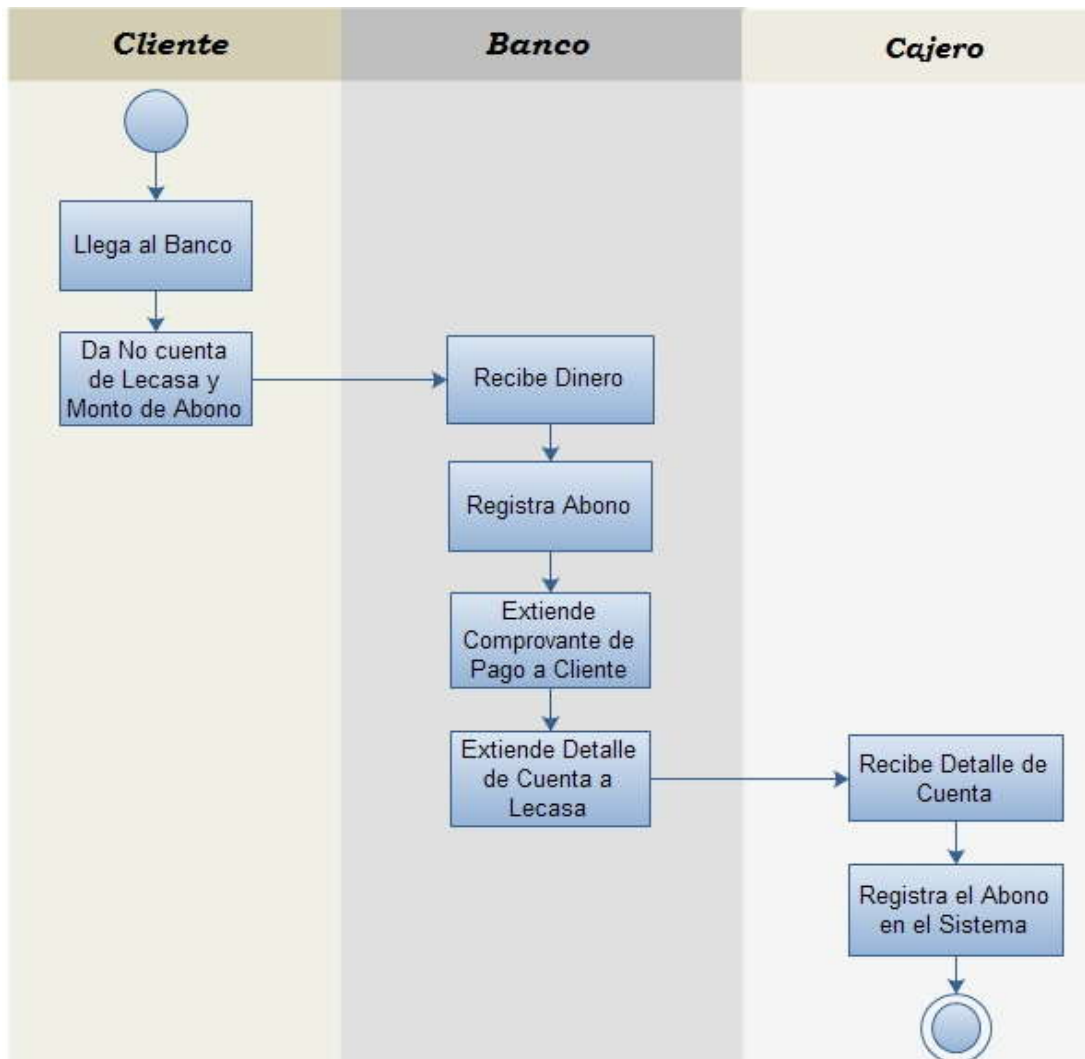 Cliente
Banco
Cajero
Llega al Banco
Da No cuenta
de Lecasa y
Monto de Abono
Recibe Dinero
Registra Abono
Extiende
Comprovante de
Pago a Cliente
Extiende Detalle
de Cuenta a
Lecasa
Recibe Detalle de
Cuenta
Registra el Abono
en el Sistema